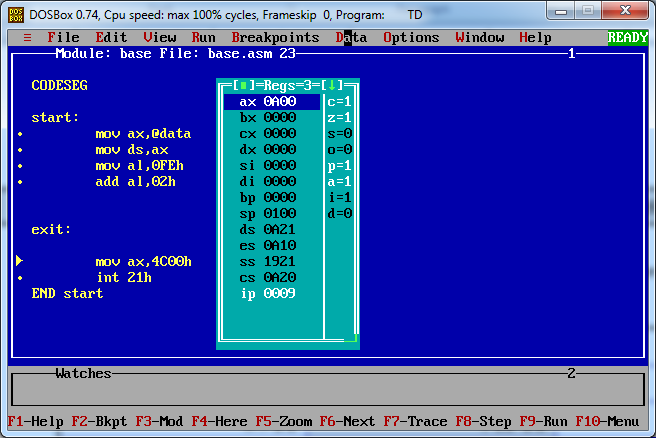 DOS
BOX
DOSBox 0.74, Cpu speed: max 100% cycles, Frameskip 0, Program: TD
≡ File Edit View Run Breakpoints Data Options Window Help READY
Module: base File: base.asm 23 1
CODESEG
start:
mov ax,@data
mov ds,ax
mov al,0FEh
add al,02h
exit:
mov ax,4C00h
int 21h
END start
[■]=Regs=3=[↓]
ax 0A00 c=1
bx 0000 z=1
cx 0000 s=0
dx 0000 o=0
si 0000 p=1
di 0000 a=1
bp 0000 i=1
sp 0100 d=0
ds 0A21
es 0A10
ss 1921
cs 0A20
ip 0009
Watches 2
F1-Help F2-Bkpt F3-Mod F4-Here F5-Zoom F6-Next F7-Trace F8-Step F9-Run F10-Menu